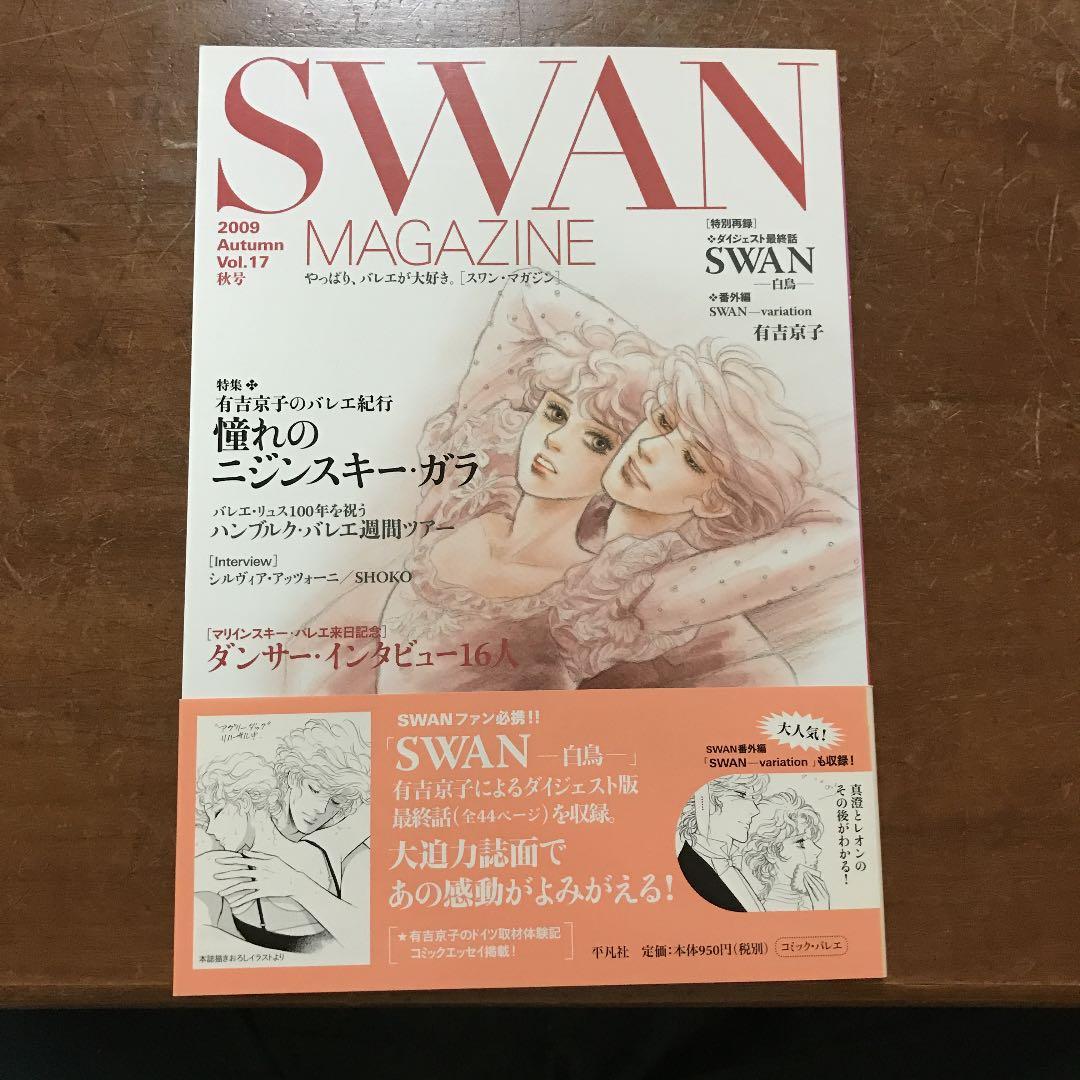 SWAN
MAGAZINE
2009
Autumn
Vol.17
秋号
やっぱり、バレエが大好き。[スワン・マガジン]
[特別再録]
❖ダイジェスト最終話
SWAN
—白鳥—
❖番外編
SWAN—variation
有吉京子
特集❖
有吉京子のバレエ紀行
憧れの
ニジンスキー・ガラ
バレエ・リュス100年を祝う
ハンブルク・バレエ週間ツアー
[Interview]
シルヴィア・アッツォーニ／SHOKO
[マリインスキー・バレエ来日記念]
ダンサー・インタビュー16人
"アグリーダック"
リハーサル中
本誌描きおろしイラストより
SWANファン必携!!
「SWAN—白鳥—」
有吉京子によるダイジェスト版
最終話(全44ページ)を収録。
大迫力誌面で
あの感動がよみがえる!
★有吉京子のドイツ取材体験記
コミックエッセイ掲載!
大人気!
SWAN番外編
「SWAN—variation」も収録!
真澄とレオンの
その後がわかる!
平凡社 定価:本体950円(税別)
コミック・バレエ